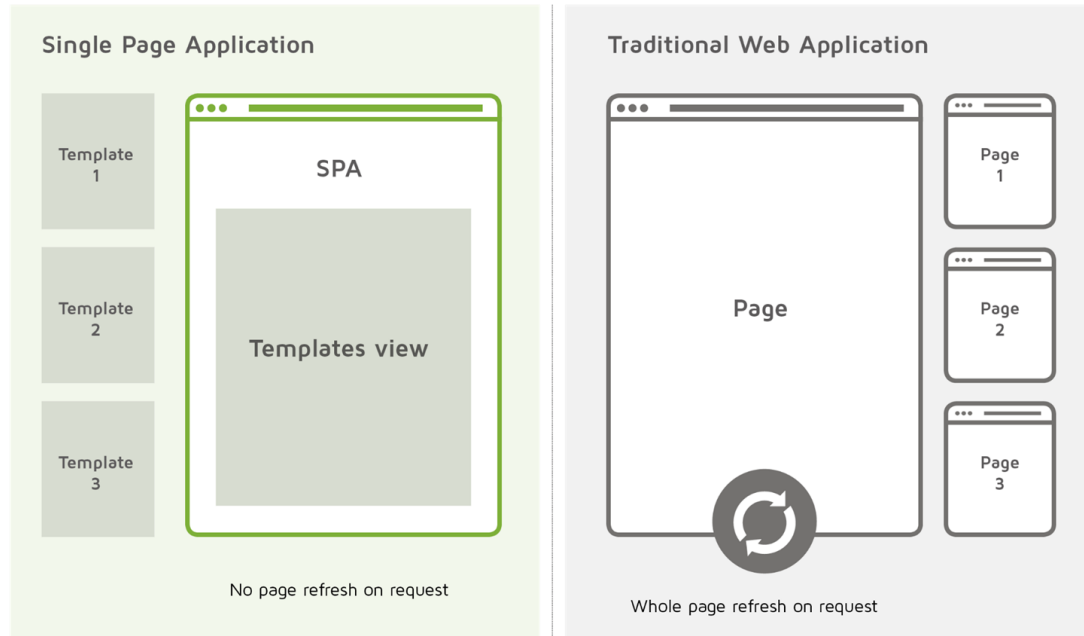 Single Page Application
Template
1
Template
2
Template
3
SPA
Templates view
No page refresh on request
Traditional Web Application
Page
Page
1
Page
2
Page
3
Whole page refresh on request